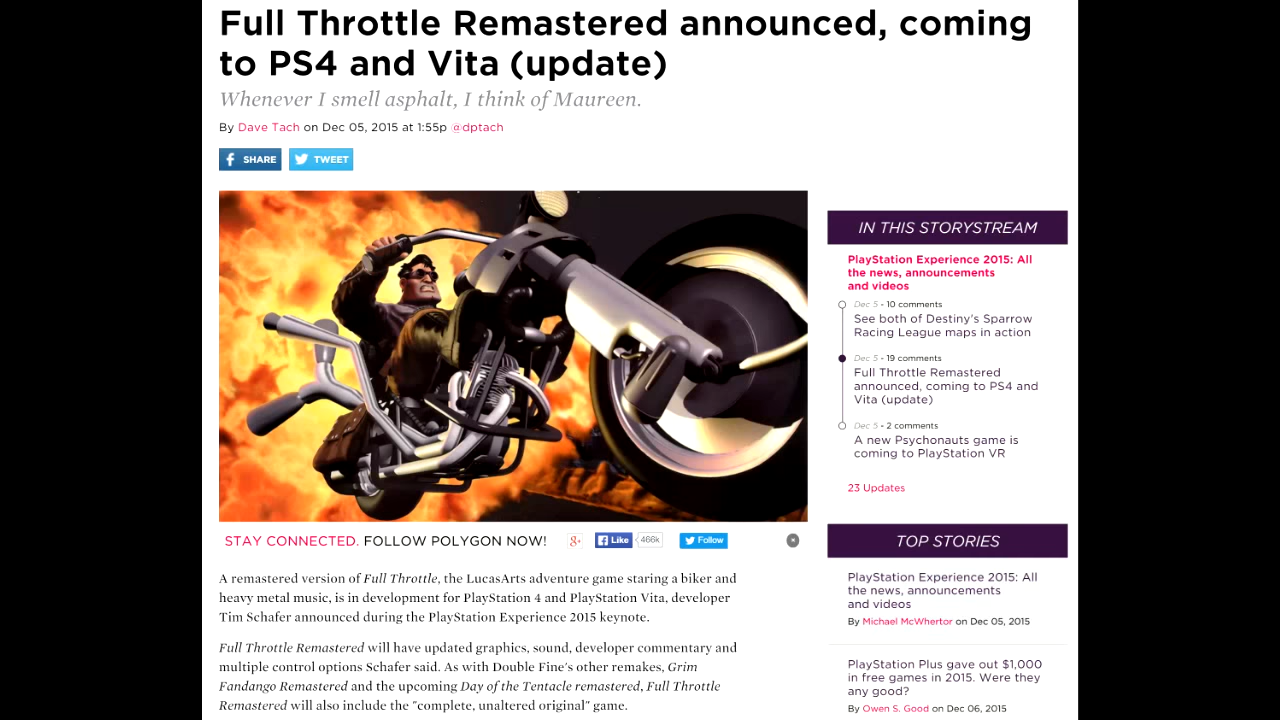 Full Throttle Remastered announced, coming
to PS4 and Vita (update)
Whenever I smell asphalt, I think of Maureen.
By Dave Tach on Dec 05, 2015 at 1:55p @dptach
SHARE TWEET
STAY CONNECTED. FOLLOW POLYGON NOW! g+ Like 466k Follow
A remastered version of Full Throttle, the LucasArts adventure game staring a biker and
heavy metal music, is in development for PlayStation 4 and PlayStation Vita, developer
Tim Schafer announced during the PlayStation Experience 2015 keynote.
Full Throttle Remastered will have updated graphics, sound, developer commentary and
multiple control options Schafer said. As with Double Fine's other remakes, Grim
Fandango Remastered and the upcoming Day of the Tentacle remastered, Full Throttle
Remastered will also include the "complete, unaltered original" game.
IN THIS STORYSTREAM
PlayStation Experience 2015: All
the news, announcements
and videos
Dec 5 - 10 comments
See both of Destiny's Sparrow
Racing League maps in action
Dec 5 - 19 comments
Full Throttle Remastered
announced, coming to PS4 and
Vita (update)
Dec 5 - 2 comments
A new Psychonauts game is
coming to PlayStation VR
23 Updates
TOP STORIES
PlayStation Experience 2015: All
the news, announcements
and videos
By Michael McWhertor on Dec 05, 2015
PlayStation Plus gave out $1,000
in free games in 2015. Were they
any good?
By Owen S. Good on Dec 06, 2015